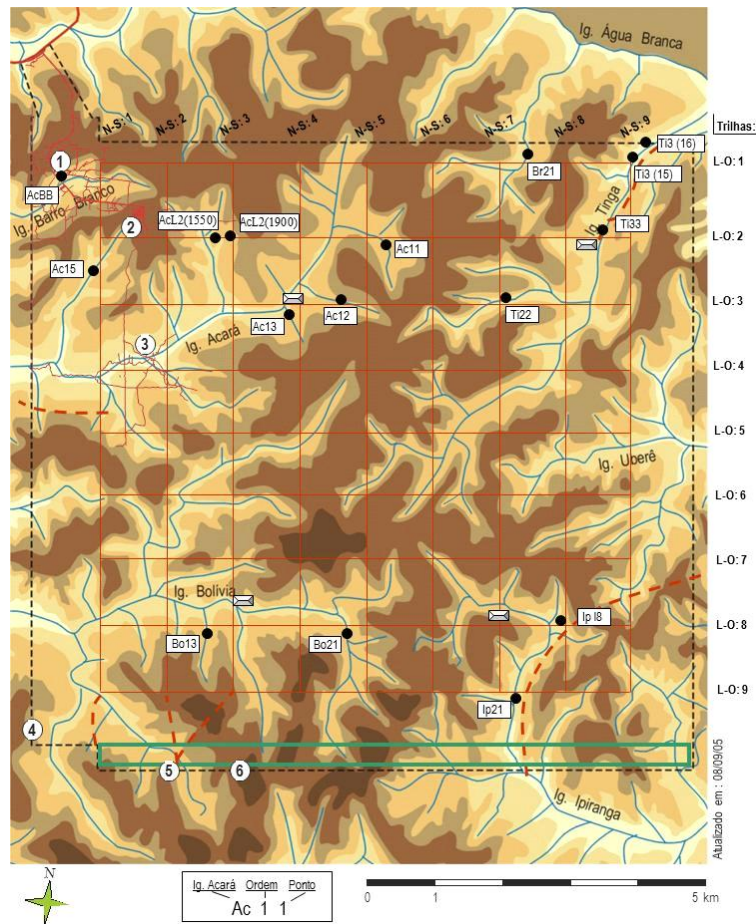 Ig. Água Branca
N-S: 1
N-S: 2
N-S: 3
N-S: 4
N-S: 5
N-S: 6
N-S: 7
N-S: 8
N-S: 9
Trilhas:
Ti3 (16)
L-O: 1
1
Br21
Ti3 (15)
AcBB
Ig. Barro Branco
Ig. Tinga
2
AcL2(1550)
AcL2(1900)
Ti33
L-O: 2
Ac11
Ac15
L-O: 3
Ac13
Ac12
Ti22
Ig. Acará
3
L-O: 4
L-O: 5
Ig. Uberê
L-O: 6
L-O: 7
Ig. Bolívia
Ip I8
L-O: 8
Bo13
Bo21
L-O: 9
Ip21
4
5
6
Ig. Ipiranga
Atualizado em : 08/09/05
N
Ig. Acará Ordem Ponto
Ac 1 1
0 1 5 km